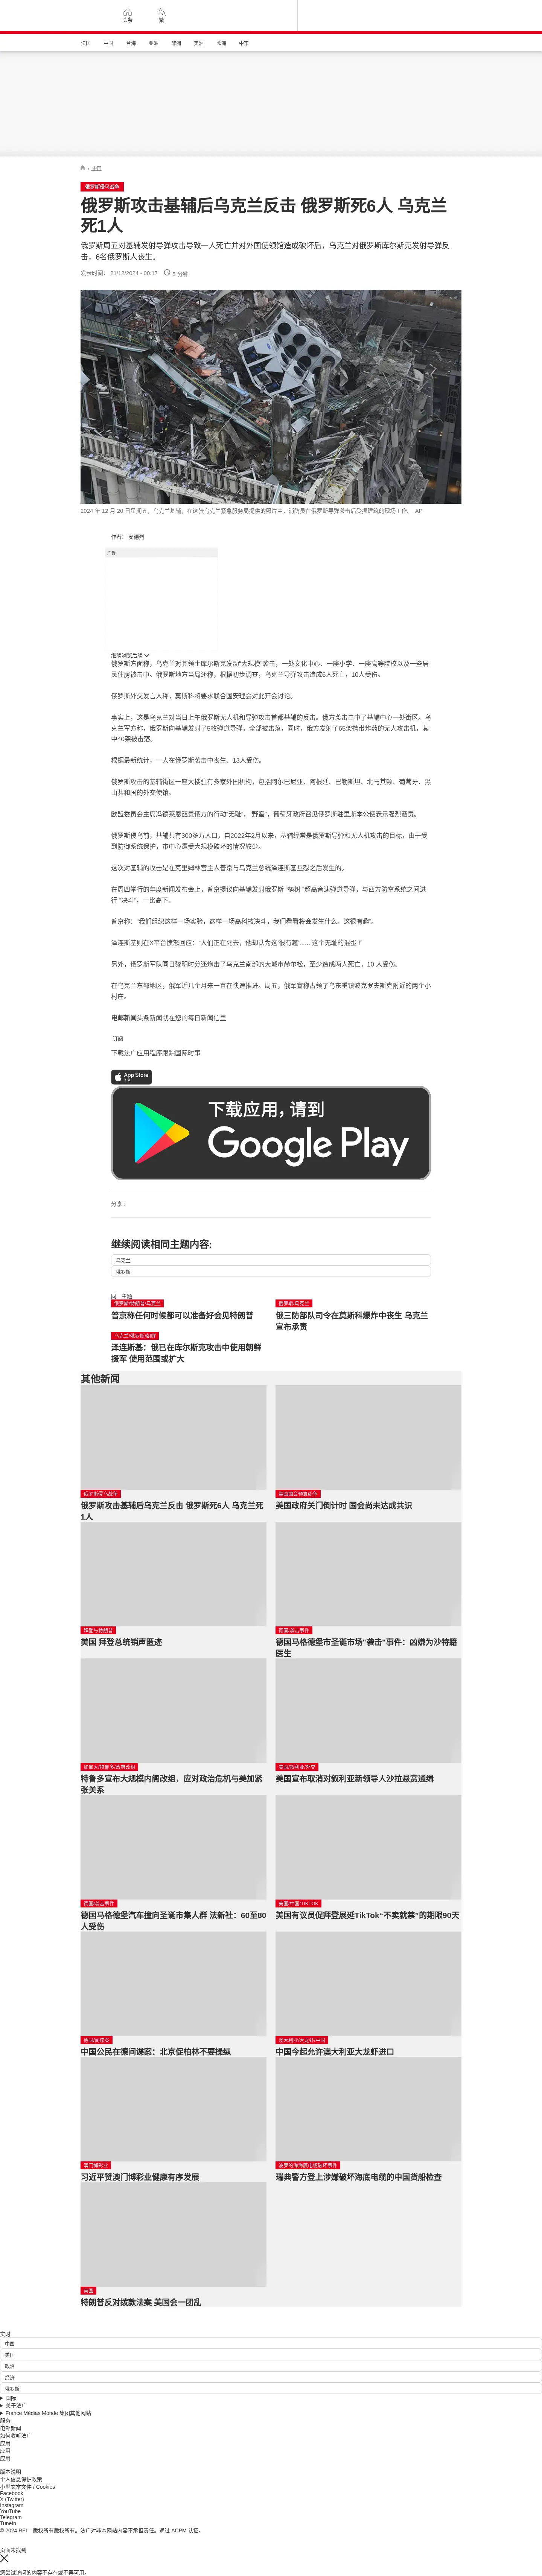 头条
繁
法国
中国
台海
亚洲
非洲
美洲
欧洲
中东
/ 中国
俄罗斯侵乌战争
俄罗斯攻击基辅后乌克兰反击 俄罗斯死6人 乌克兰死1人
俄罗斯周五对基辅发射导弹攻击导致一人死亡并对外国使领馆造成破坏后，乌克兰对俄罗斯库尔斯克发射导弹反击，6名俄罗斯人丧生。
发表时间： 21/12/2024 - 00:17 5 分钟
2024 年 12 月 20 日星期五，乌克兰基辅，在这张乌克兰紧急服务局提供的照片中，消防员在俄罗斯导弹袭击后受损建筑的现场工作。 AP
作者： 安德烈
广告
继续浏览后续
俄罗斯方面称，乌克兰对其领土库尔斯克发动“大规模”袭击，一处文化中心、一座小学、一座高等院校以及一些居民住房被击中。俄罗斯地方当局还称，根据初步调查，乌克兰导弹攻击造成6人死亡，10人受伤。
俄罗斯外交发言人称，莫斯科将要求联合国安理会对此开会讨论。
事实上，这是乌克兰对当日上午俄罗斯无人机和导弹攻击首都基辅的反击。俄方袭击击中了基辅中心一处街区。乌克兰军方称，俄罗斯向基辅发射了5枚弹道导弹，全部被击落，同时，俄方发射了65架携带炸药的无人攻击机，其中40架被击落。
根据最新统计，一人在俄罗斯袭击中丧生、13人受伤。
俄罗斯攻击的基辅街区一座大楼驻有多家外国机构，包括阿尔巴尼亚、阿根廷、巴勒斯坦、北马其顿、葡萄牙、黑山共和国的外交使馆。
欧盟委员会主席冯德莱恩谴责俄方的行动“无耻”，“野蛮”，葡萄牙政府召见俄罗斯驻里斯本公使表示强烈谴责。
俄罗斯侵乌前，基辅共有300多万人口，自2022年2月以来，基辅经常是俄罗斯导弹和无人机攻击的目标，由于受到防御系统保护，市中心遭受大规模破坏的情况较少。
这次对基辅的攻击是在克里姆林宫主人普京与乌克兰总统泽连斯基互怼之后发生的。
在周四举行的年度新闻发布会上，普京提议向基辅发射俄罗斯 “榛树 ”超高音速弹道导弹，与西方防空系统之间进行 “决斗”，一比高下。
普京称：“我们组织这样一场实验，这样一场高科技决斗，我们看看将会发生什么。这很有趣”。
泽连斯基则在X平台愤怒回应：“人们正在死去，他却认为这‘很有趣’...... 这个无耻的混蛋 !”
另外，俄罗斯军队同日黎明时分还炮击了乌克兰南部的大城市赫尔松，至少造成两人死亡，10 人受伤。
在乌克兰东部地区，俄军近几个月来一直在快速推进。周五，俄军宣称占领了乌东重镇波克罗夫斯克附近的两个小村庄。
电邮新闻头条新闻就在您的每日新闻信里
订阅
下载法广应用程序跟踪国际时事
App Store
下载应用，请到
Google Play
分享 :
继续阅读相同主题内容:
乌克兰
俄罗斯
同一主题
俄罗斯/特朗普/乌克兰
普京称任何时候都可以准备好会见特朗普
俄罗斯/乌克兰
俄三防部队司令在莫斯科爆炸中丧生 乌克兰宣布承责
乌克兰/俄罗斯/朝鲜
泽连斯基：俄已在库尔斯克攻击中使用朝鲜援军 使用范围或扩大
其他新闻
俄罗斯侵乌战争
俄罗斯攻击基辅后乌克兰反击 俄罗斯死6人 乌克兰死1人
美国国会预算纷争
美国政府关门倒计时 国会尚未达成共识
拜登与特朗普
美国 拜登总统销声匿迹
德国/袭击事件
德国马格德堡市圣诞市场“袭击”事件：凶嫌为沙特籍医生
加拿大/特鲁多/政府改组
特鲁多宣布大规模内阁改组，应对政治危机与美加紧张关系
美国/叙利亚/外交
美国宣布取消对叙利亚新领导人沙拉悬赏通缉
德国/袭击事件
德国马格德堡汽车撞向圣诞市集人群 法新社：60至80人受伤
美国/中国/TIKTOK
美国有议员促拜登展延TikTok“不卖就禁”的期限90天
德国/间谍案
中国公民在德间谍案：北京促柏林不要操纵
澳大利亚/大龙虾/中国
中国今起允许澳大利亚大龙虾进口
澳门博彩业
习近平赞澳门博彩业健康有序发展
波罗的海海底电缆破坏事件
瑞典警方登上涉嫌破坏海底电缆的中国货船检查
美国
特朗普反对拨款法案 美国会一团乱
实时
中国
美国
政治
经济
俄罗斯
国际
关于法广
France Médias Monde 集团其他网站
服务
电邮新闻
如何收听法广
应用
应用
应用
版本说明
个人信息保护政策
小型文本文件 / Cookies
Facebook
X (Twitter)
Instagram
YouTube
Telegram
TuneIn
© 2024 RFI – 版权所有版权所有。法广对非本网站内容不承担责任。通过 ACPM 认证。
页面未找到
您尝试访问的内容不存在或不再可用。